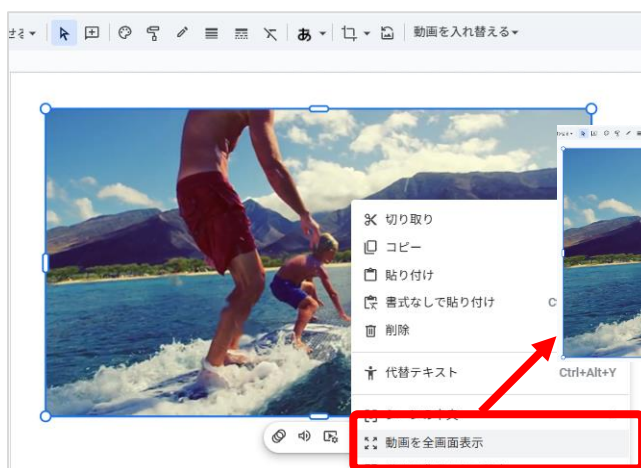 動画を入れ替える
切り取り
コピー
貼り付け
書式なしで貼り付け
削除
代替テキスト Ctrl+Alt+Y
動画を全画面表示